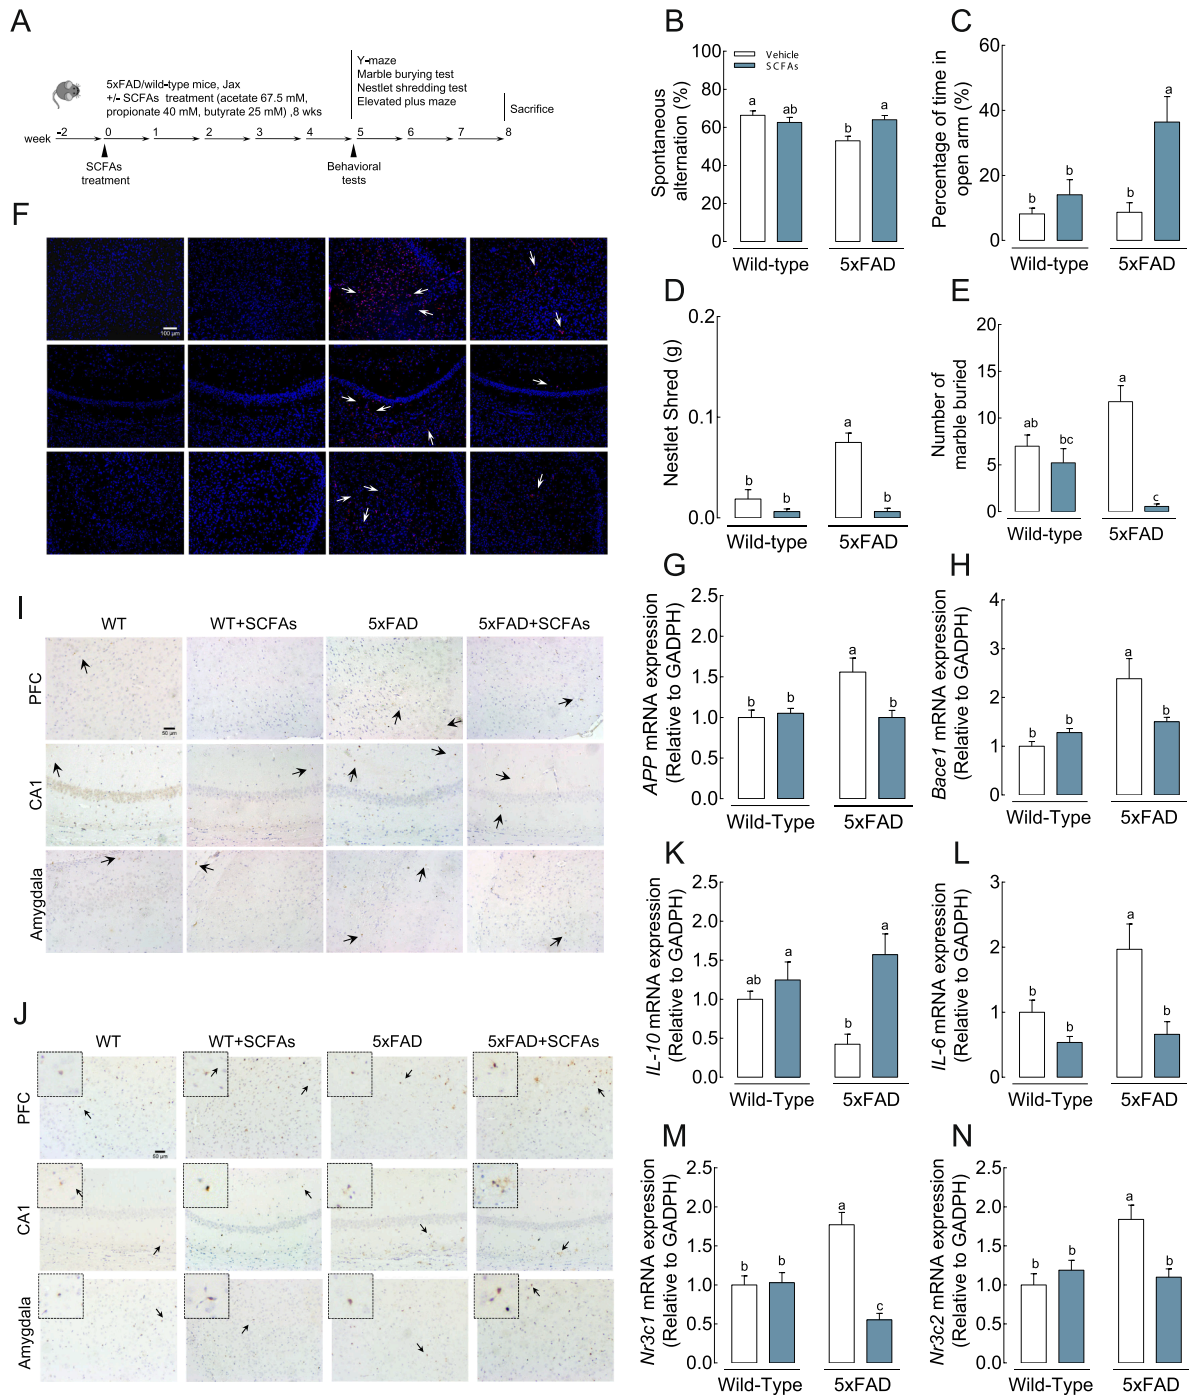 A
5xFAD/wild-type mice, Jax
+/- SCFAs treatment (acetate 67.5 mM,
propionate 40 mM, butyrate 25 mM) ,8 wks
Y-maze
Marble burying test
Nestlet shredding test
Elevated plus maze
Sacrifice
week -2 0 1 2 3 4 5 6 7 8
SCFAs
treatment
Behavioral
tests
B
Spontaneous
alternation (%)
100
80
60
40
20
0
Vehicle
SCFAs
a ab b a
Wild-type 5xFAD
C
Percentage of time in
open arm (%)
60
40
20
0
b b b a
Wild-type 5xFAD
F
100 µm
D
Nestlet Shred (g)
0.2
0.1
0.0
b b a b
Wild-type 5xFAD
E
Number of
marble buried
20
15
10
5
0
ab bc a c
Wild-type 5xFAD
G
APP mRNA expression
(Relative to GADPH)
2.5
2.0
1.5
1.0
0.5
0.0
b b a b
Wild-Type 5xFAD
H
Bace1 mRNA expression
(Relative to GADPH)
4
3
2
1
0
b b a b
Wild-Type 5xFAD
I
WT WT+SCFAs 5xFAD 5xFAD+SCFAs
PFC
50 µm
CA1
Amygdala
K
IL-10 mRNA expression
(Relative to GADPH)
2.5
2.0
1.5
1.0
0.5
0.0
ab a b a
Wild-Type 5xFAD
L
IL-6 mRNA expression
(Relative to GADPH)
3
2
1
0
b b a b
Wild-Type 5xFAD
J
WT WT+SCFAs 5xFAD 5xFAD+SCFAs
PFC
50 µm
CA1
Amygdala
M
Nr3c1 mRNA expression
(Relative to GADPH)
2.5
2.0
1.5
1.0
0.5
0.0
b b a c
Wild-Type 5xFAD
N
Nr3c2 mRNA expression
(Relative to GADPH)
2.5
2.0
1.5
1.0
0.5
0.0
b b a b
Wild-Type 5xFAD